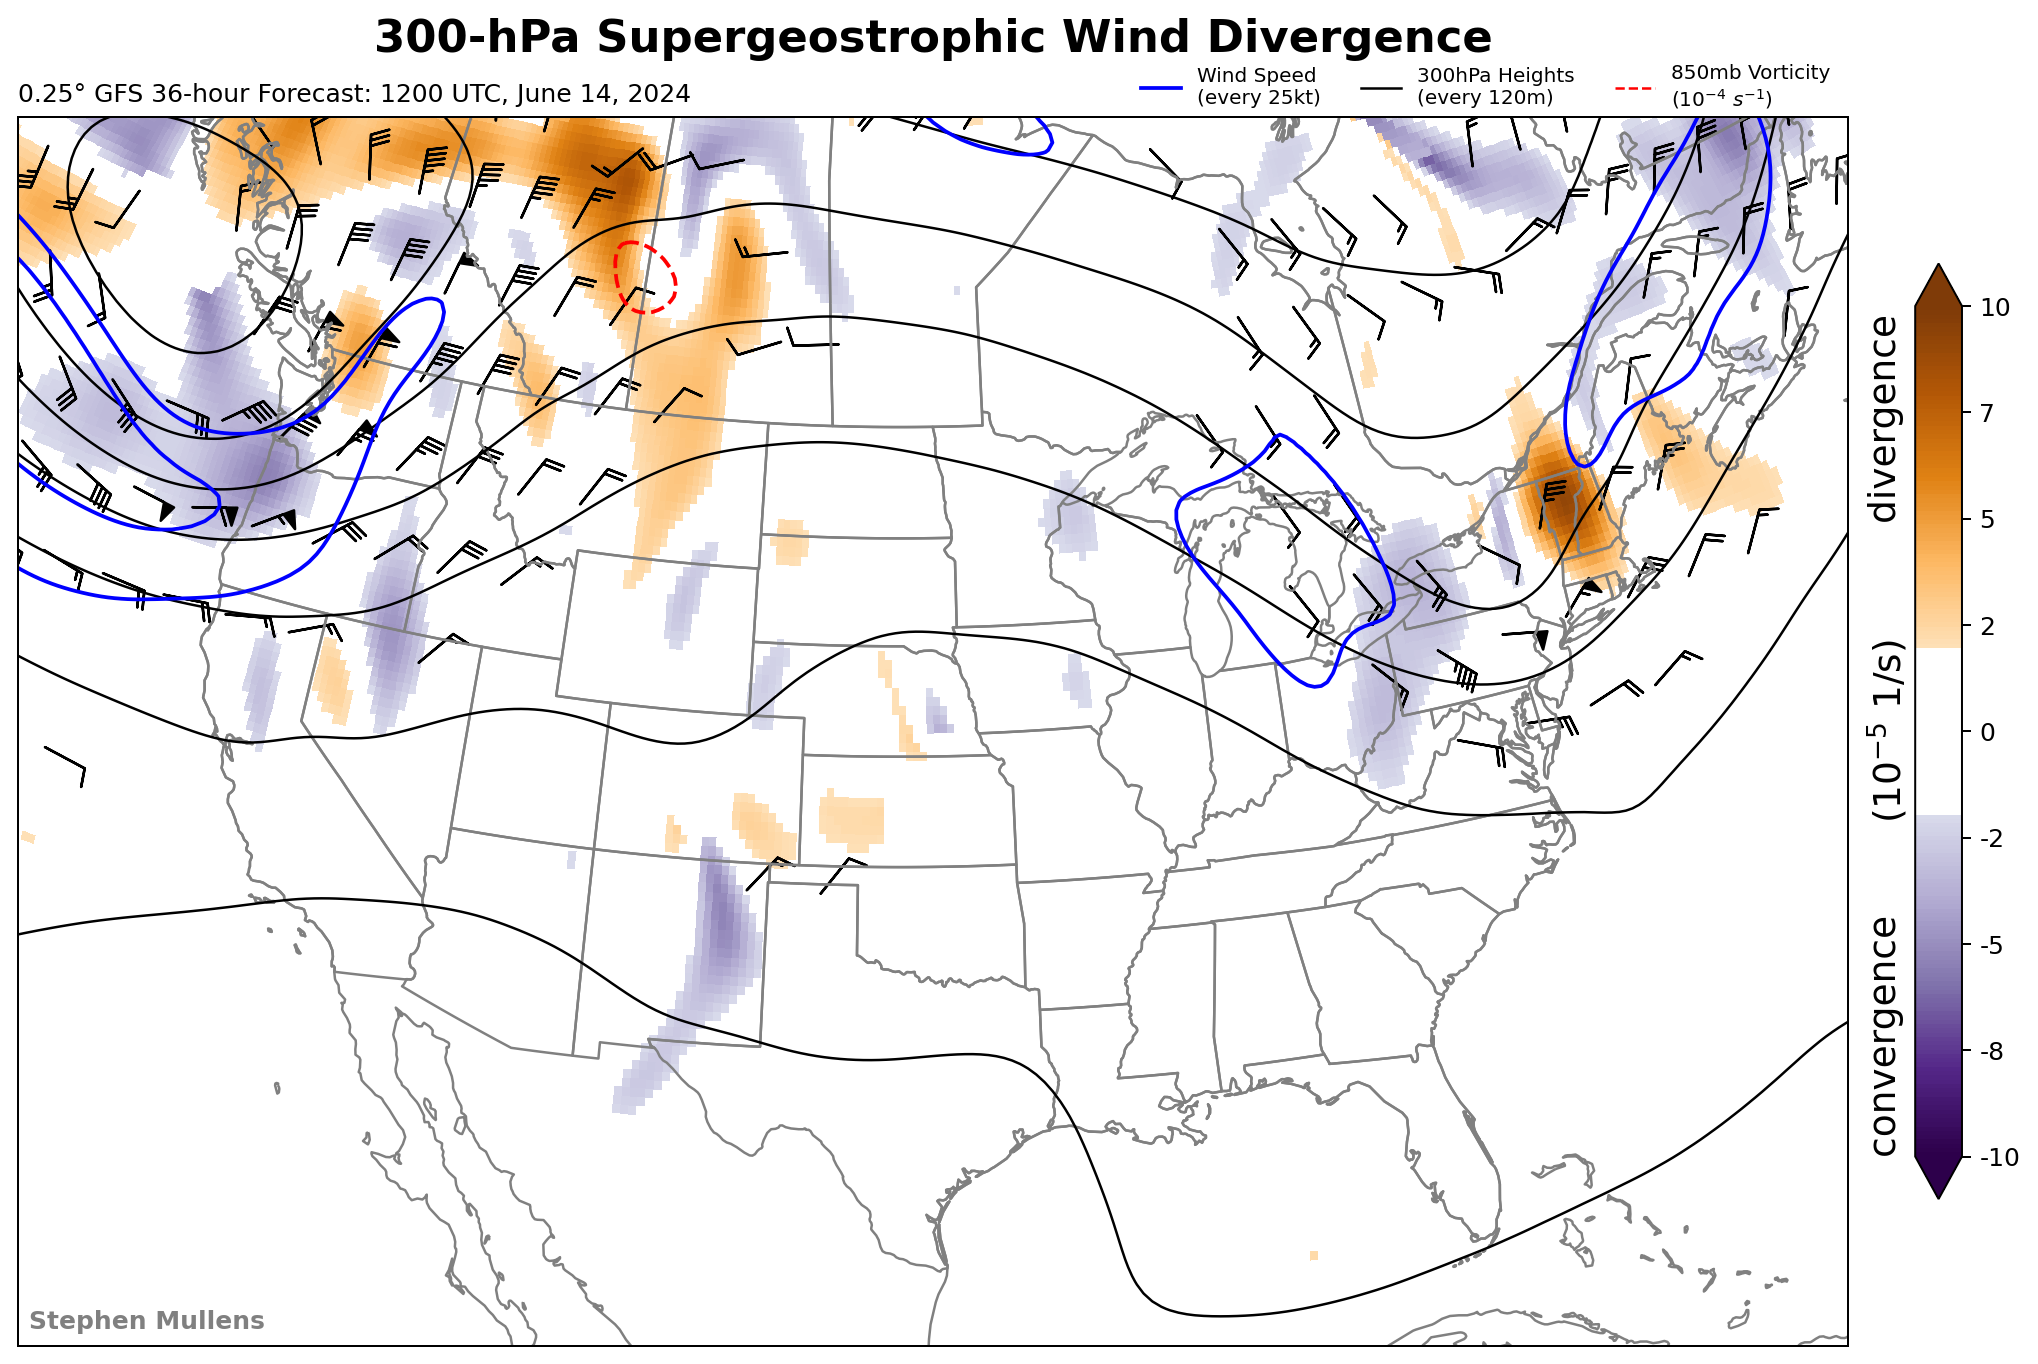 300-hPa Supergeostrophic Wind Divergence
0.25° GFS 36-hour Forecast: 1200 UTC, June 14, 2024
Wind Speed
(every 25kt)
300hPa Heights
(every 120m)
850mb Vorticity
(10⁻⁴ s⁻¹)
10
7
5
2
0
-2
-5
-8
-10
convergence (10⁻⁵ 1/s) divergence
Stephen Mullens